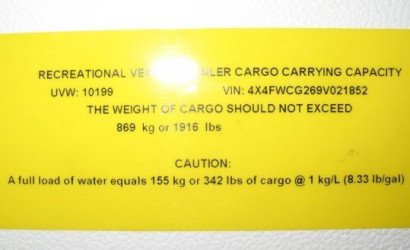 RECREATIONAL VEHICLE TRAILER CARGO CARRYING CAPACITY
UVW: 10199 VIN: 4X4FWCG269V021852
THE WEIGHT OF CARGO SHOULD NOT EXCEED
869 kg or 1916 lbs
CAUTION:
A full load of water equals 155 kg or 342 lbs of cargo @ 1 kg/L (8.33 lb/gal)